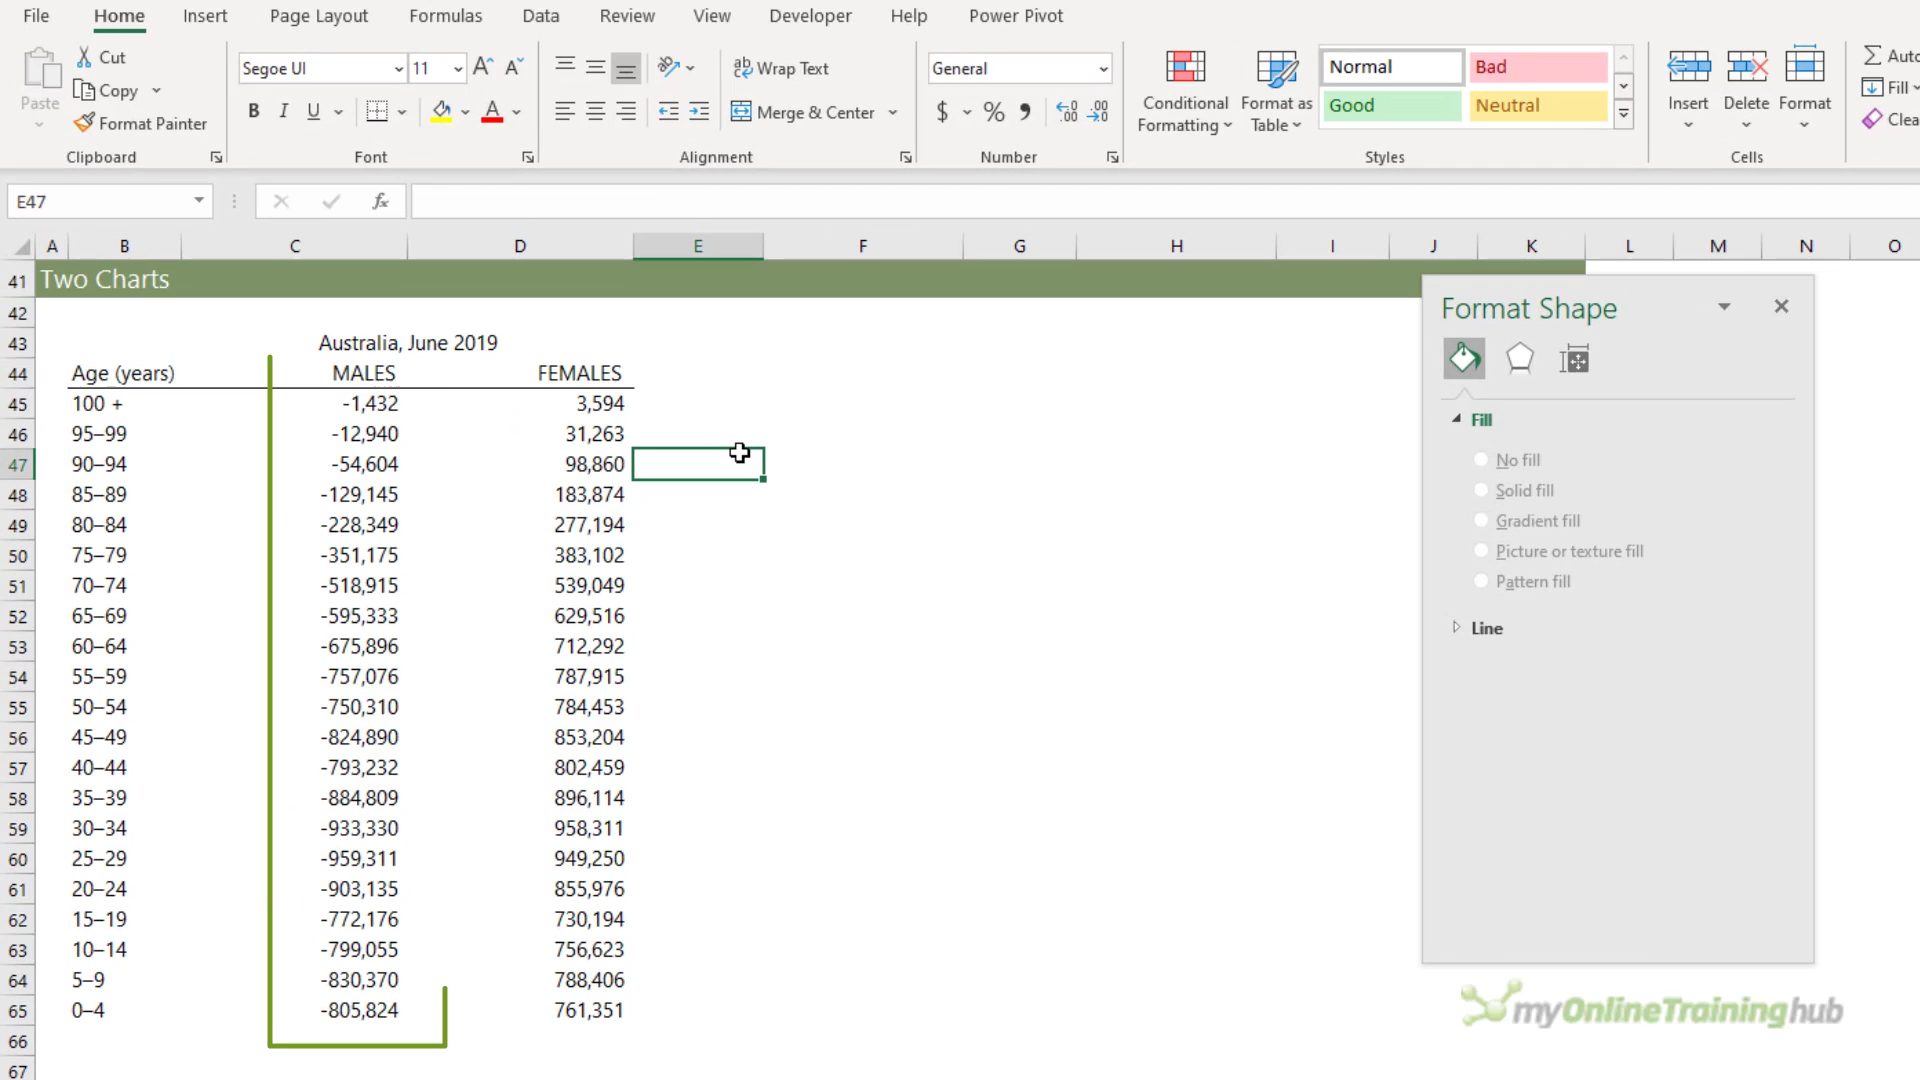 File Home Insert Page Layout Formulas Data Review View Developer Help Power Pivot
Paste
Cut
Copy
Format Painter
Clipboard
Segoe UI 11
B I U
Font
Wrap Text
Merge & Center
Alignment
General
$ % ,
Number
Conditional Formatting
Format as Table
Normal Bad
Good Neutral
Styles
Insert Delete Format
Cells
Auto
Fill
Clea
E47 fx
A B C D E F G H I J K L M N O
41 Two Charts
42
43 Australia, June 2019
44 Age (years) MALES FEMALES
45 100 + -1,432 3,594
46 95–99 -12,940 31,263
47 90–94 -54,604 98,860
48 85–89 -129,145 183,874
49 80–84 -228,349 277,194
50 75–79 -351,175 383,102
51 70–74 -518,915 539,049
52 65–69 -595,333 629,516
53 60–64 -675,896 712,292
54 55–59 -757,076 787,915
55 50–54 -750,310 784,453
56 45–49 -824,890 853,204
57 40–44 -793,232 802,459
58 35–39 -884,809 896,114
59 30–34 -933,330 958,311
60 25–29 -959,311 949,250
61 20–24 -903,135 855,976
62 15–19 -772,176 730,194
63 10–14 -799,055 756,623
64 5–9 -830,370 788,406
65 0–4 -805,824 761,351
66
67
Format Shape
Fill
No fill
Solid fill
Gradient fill
Picture or texture fill
Pattern fill
Line
myOnlineTraininghub